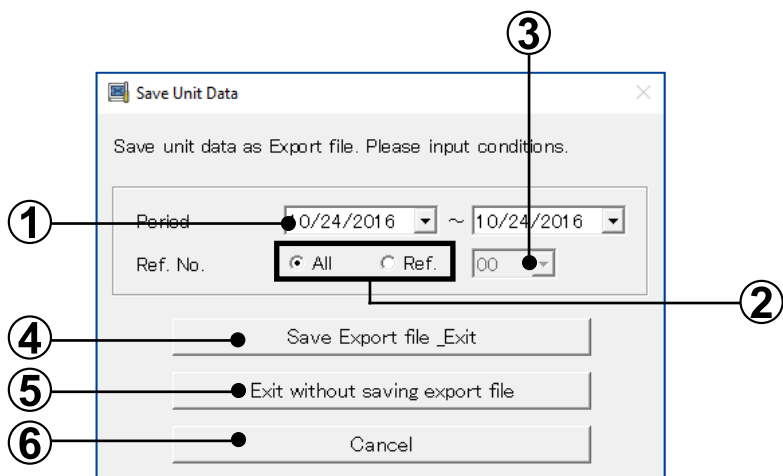 3
Save Unit Data
Save unit data as Export file. Please input conditions.
1
Period 10/24/2016 ~ 10/24/2016
Ref. No. All Ref. 00
2
4
Save Export file _Exit
5
Exit without saving export file
6
Cancel